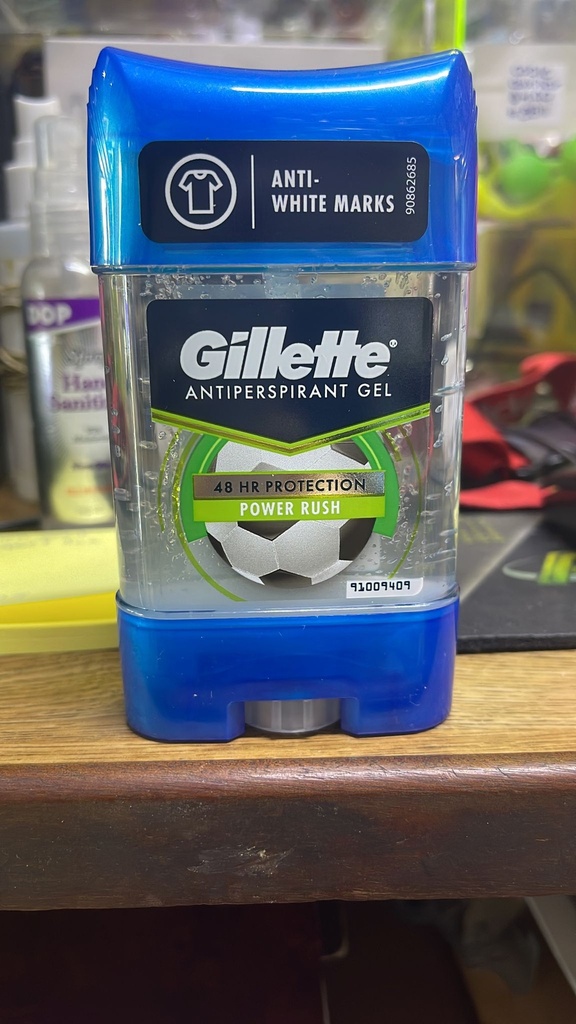 ANTI-
WHITE MARKS
90862685
Gillette®
ANTIPERSPIRANT GEL
48 HR PROTECTION
POWER RUSH
91009409